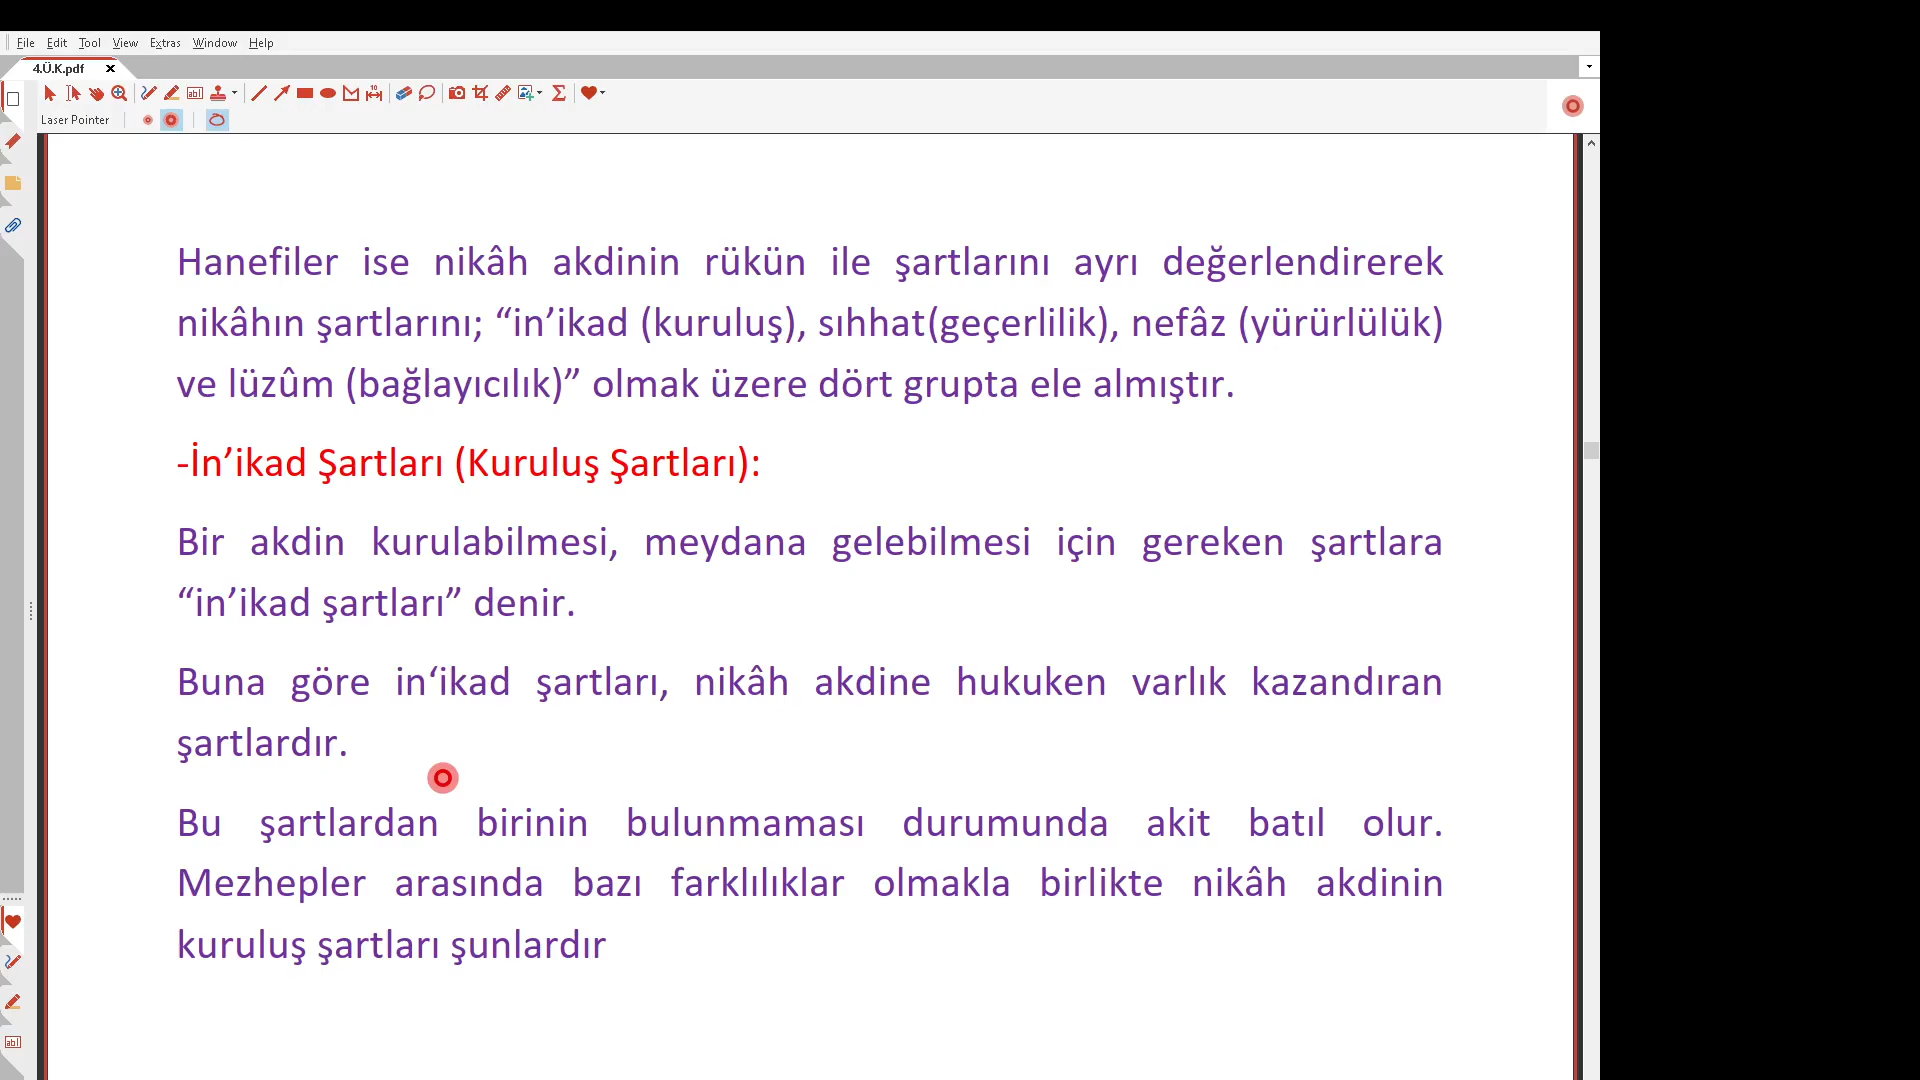 File Edit Tool View Extras Window Help
4.Ü.K.pdf
Laser Pointer
Hanefiler ise nikâh akdinin rükün ile şartlarını ayrı değerlendirerek
nikâhın şartlarını; “in’ikad (kuruluş), sıhhat(geçerlilik), nefâz (yürürlülük)
ve lüzûm (bağlayıcılık)” olmak üzere dört grupta ele almıştır.
-İn’ikad Şartları (Kuruluş Şartları):
Bir akdin kurulabilmesi, meydana gelebilmesi için gereken şartlara
“in’ikad şartları” denir.
Buna göre in‘ikad şartları, nikâh akdine hukuken varlık kazandıran
şartlardır.
Bu şartlardan birinin bulunmaması durumunda akit batıl olur.
Mezhepler arasında bazı farklılıklar olmakla birlikte nikâh akdinin
kuruluş şartları şunlardır